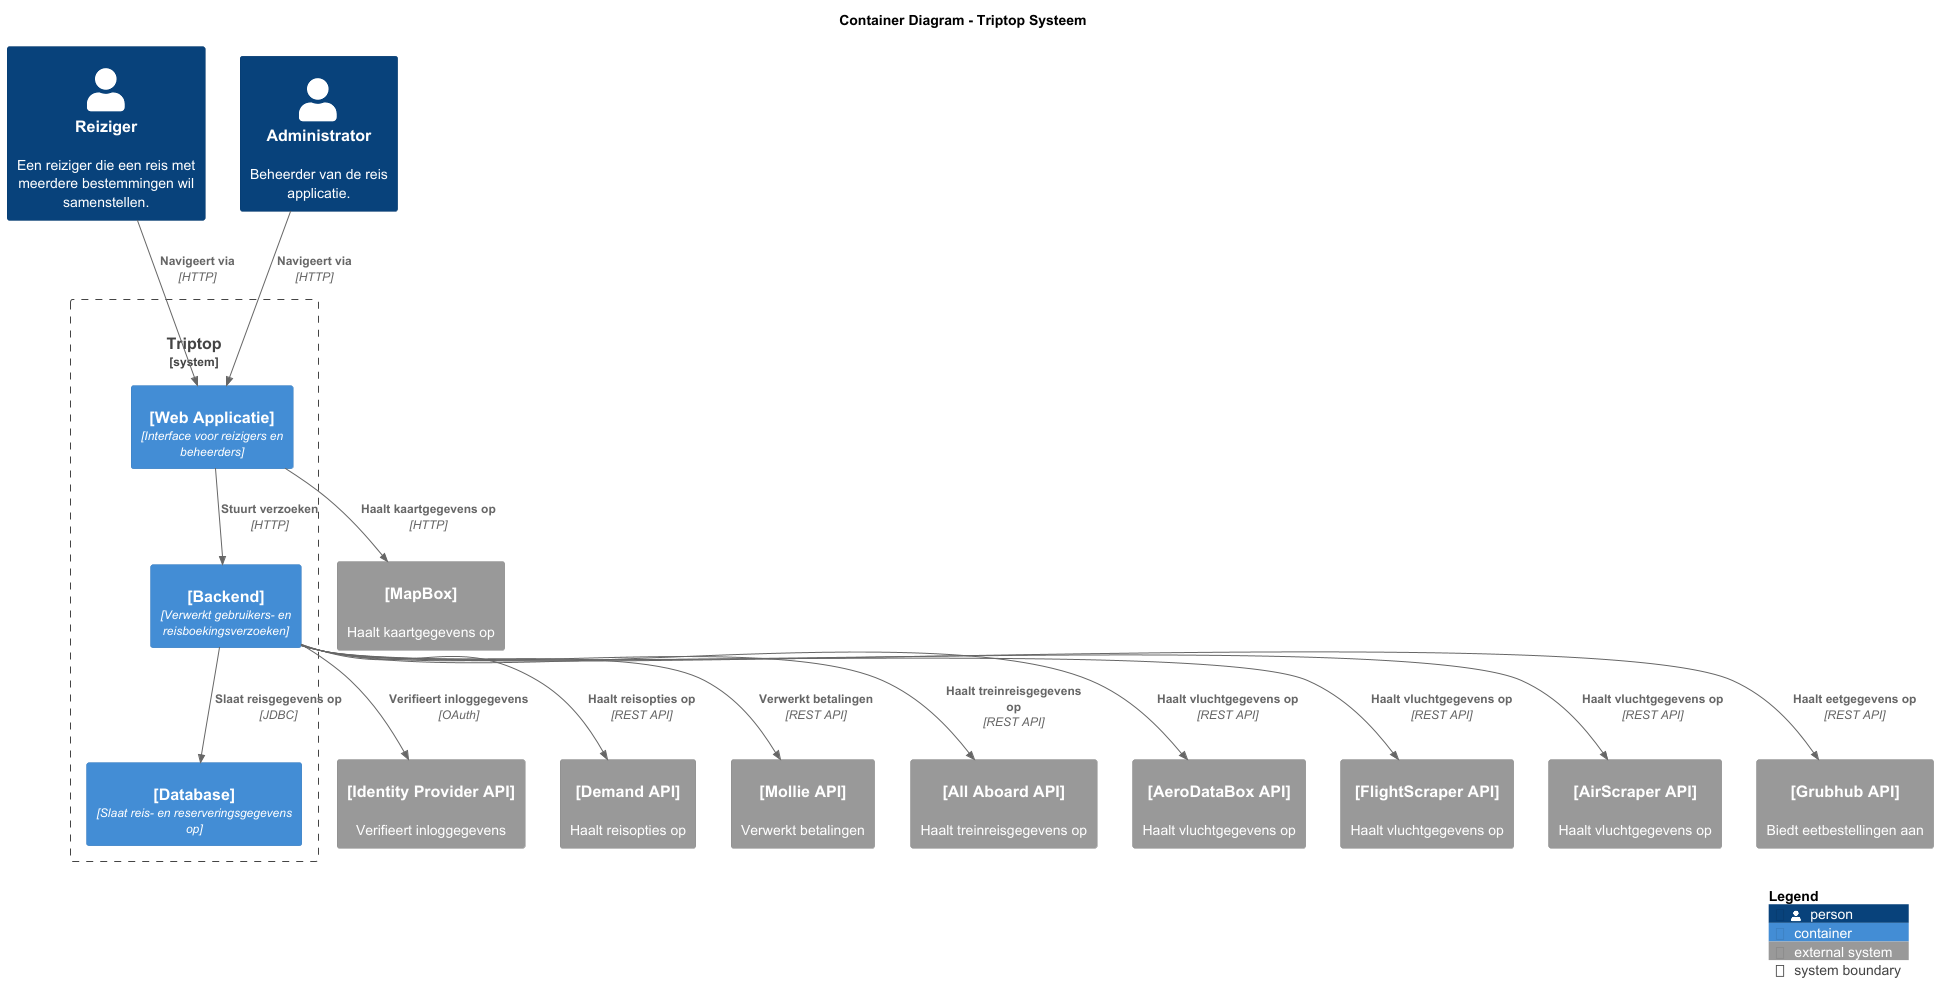 Container Diagram - Triptop Systeem
Reiziger
Een reiziger die een reis met
meerdere bestemmingen wil
samenstellen.
Administrator
Beheerder van de reis
applicatie.
Navigeert via
[HTTP]
Navigeert via
[HTTP]
Triptop
[system]
[Web Applicatie]
[Interface voor reizigers en
beheerders]
Stuurt verzoeken
[HTTP]
Haalt kaartgegevens op
[HTTP]
[Backend]
[Verwerkt gebruikers- en
reisboekingsverzoeken]
[MapBox]
Haalt kaartgegevens op
Slaat reisgegevens op
[JDBC]
Verifieert inloggegevens
[OAuth]
Haalt reisopties op
[REST API]
Verwerkt betalingen
[REST API]
Haalt treinreisgegevens
op
[REST API]
Haalt vluchtgegevens op
[REST API]
Haalt vluchtgegevens op
[REST API]
Haalt vluchtgegevens op
[REST API]
Haalt eetgegevens op
[REST API]
[Database]
[Slaat reis- en reserveringsgegevens
op]
[Identity Provider API]
Verifieert inloggegevens
[Demand API]
Haalt reisopties op
[Mollie API]
Verwerkt betalingen
[All Aboard API]
Haalt treinreisgegevens op
[AeroDataBox API]
Haalt vluchtgegevens op
[FlightScraper API]
Haalt vluchtgegevens op
[AirScraper API]
Haalt vluchtgegevens op
[Grubhub API]
Biedt eetbestellingen aan
Legend
person
container
external system
system boundary